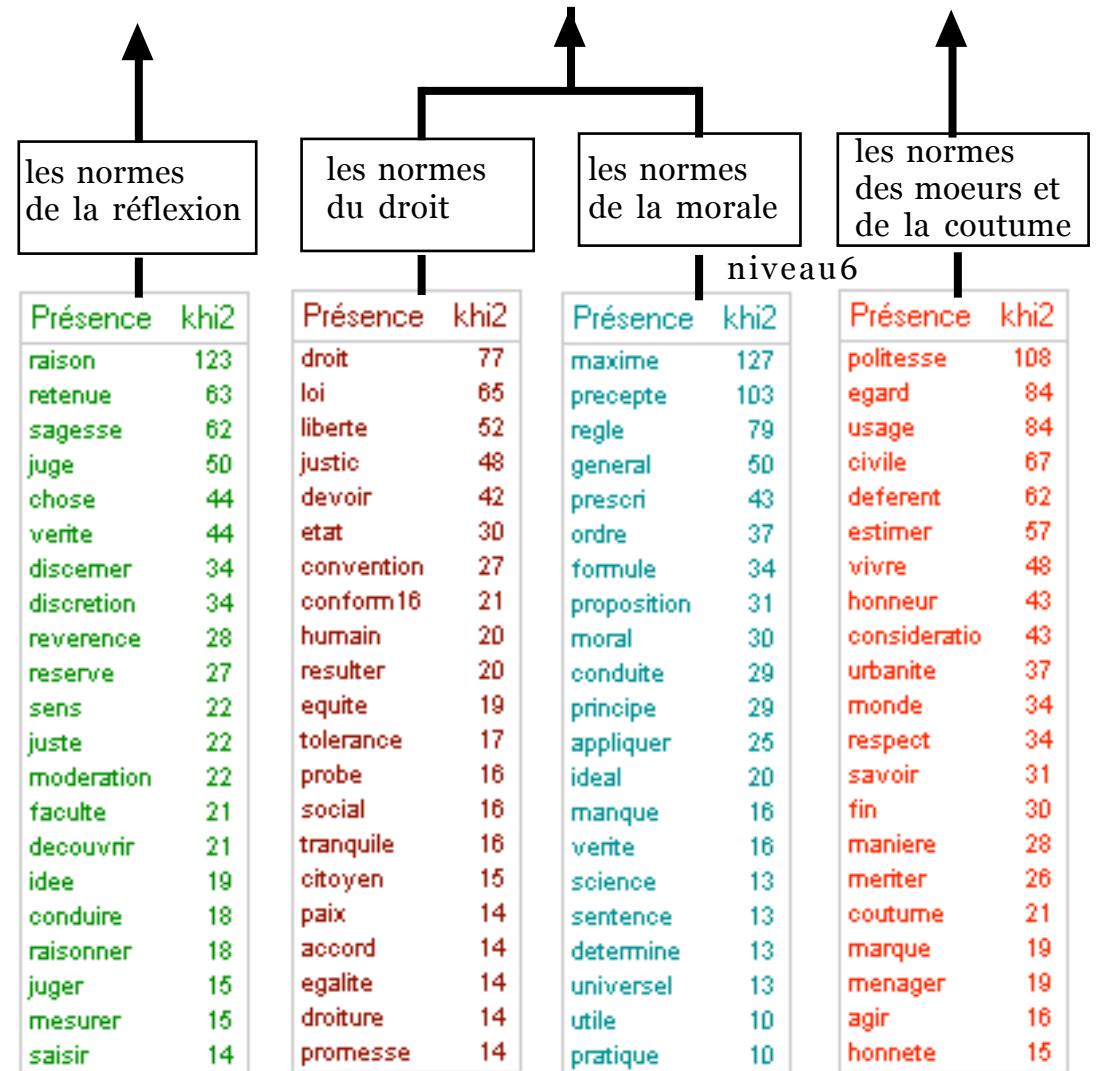 les normes
de la réflexion
les normes
du droit
les normes
de la morale
les normes
des moeurs et
de la coutume
niveau6
Présence khi2
raison 123
retenue 63
sagesse 62
juge 50
chose 44
verite 44
discerner 34
discretion 34
reverence 28
reserve 27
sens 22
juste 22
moderation 22
faculte 21
decouvrir 21
idee 19
conduire 18
raisonner 18
juger 15
mesurer 15
saisir 14
Présence khi2
droit 77
loi 65
liberte 52
justic 48
devoir 42
etat 30
convention 27
conform16 21
humain 20
resulter 20
equite 19
tolerance 17
probe 16
social 16
tranquile 16
citoyen 15
paix 14
accord 14
egalite 14
droiture 14
promesse 14
Présence khi2
maxime 127
precepte 103
regle 79
general 50
prescri 43
ordre 37
formule 34
proposition 31
moral 30
conduite 29
principe 29
appliquer 25
ideal 20
manque 16
verite 16
science 13
sentence 13
determine 13
universel 13
utile 10
pratique 10
Présence khi2
politesse 108
egard 84
usage 84
civile 67
deferent 62
estimer 57
vivre 48
honneur 43
consideratio 43
urbanite 37
monde 34
respect 34
savoir 31
fin 30
maniere 28
meriter 26
coutume 21
marque 19
menager 19
agir 16
honnete 15